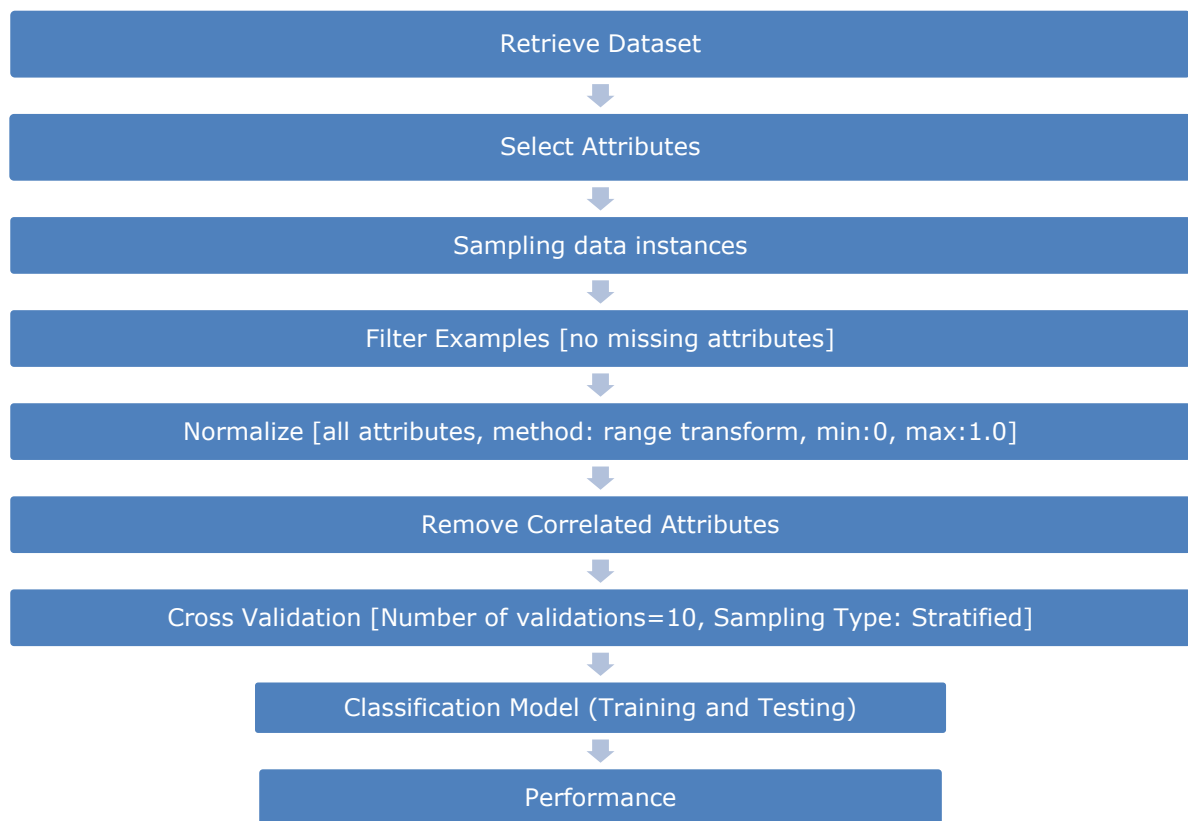 Retrieve Dataset
Select Attributes
Sampling data instances
Filter Examples [no missing attributes]
Normalize [all attributes, method: range transform, min:0, max:1.0]
Remove Correlated Attributes
Cross Validation [Number of validations=10, Sampling Type: Stratified]
Classification Model (Training and Testing)
Performance